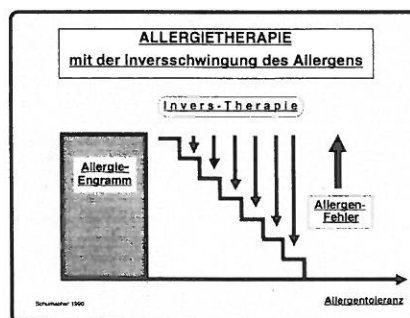 ALLERGIETHERAPIE
mit der Inversschwingung des Allergens
Invers-Therapie
Allergie-
Engramm
Allergen-
Fehler
Schumacher 1990
Allergentoleranz